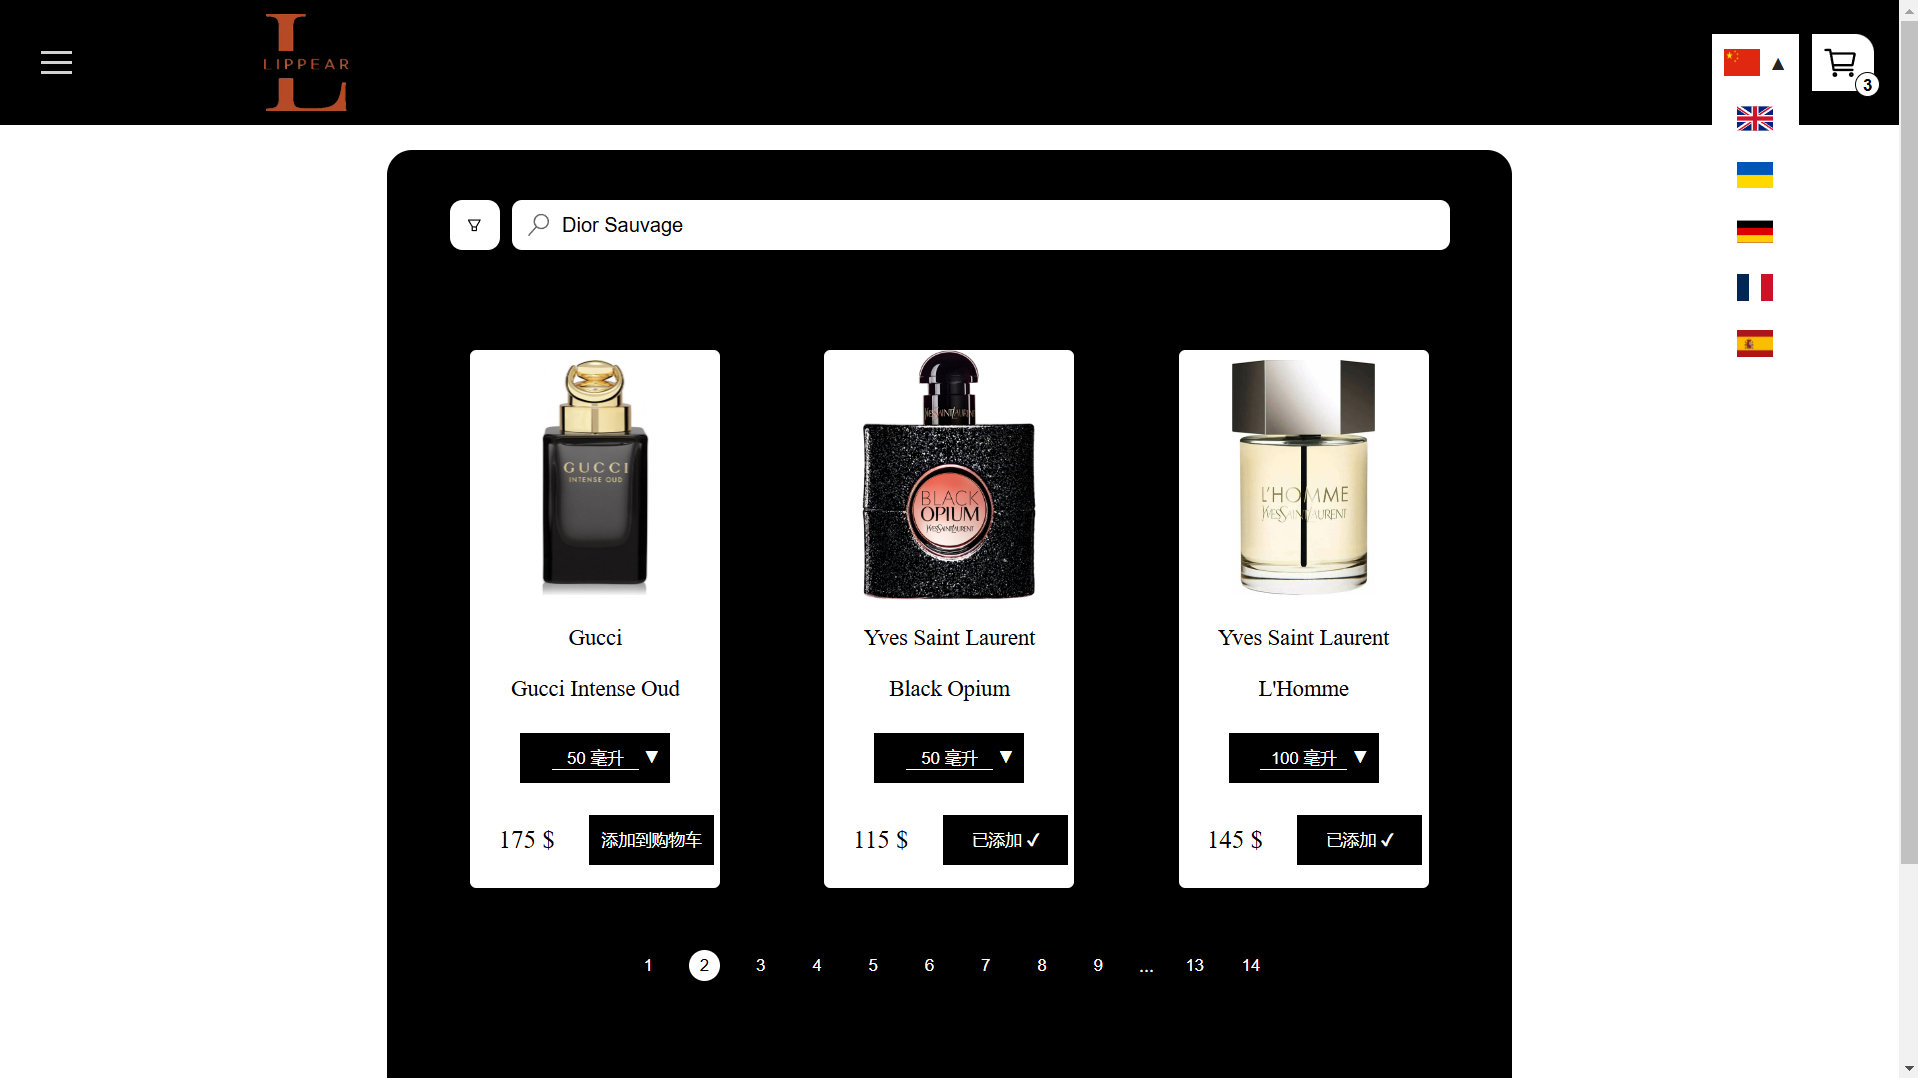 LIPPEAR
3
Dior Sauvage
GUCCI
INTENSE OUD
YVESSAINTLAURENT
BLACK
OPIUM
YVESSAINTLAURENT
L'HOMME
YVESSAINTLAURENT
Gucci
Gucci Intense Oud
50 毫升 ▼
175 $
添加到购物车
Yves Saint Laurent
Black Opium
50 毫升 ▼
115 $
已添加 ✓
Yves Saint Laurent
L'Homme
100 毫升 ▼
145 $
已添加 ✓
1 2 3 4 5 6 7 8 9 ... 13 14